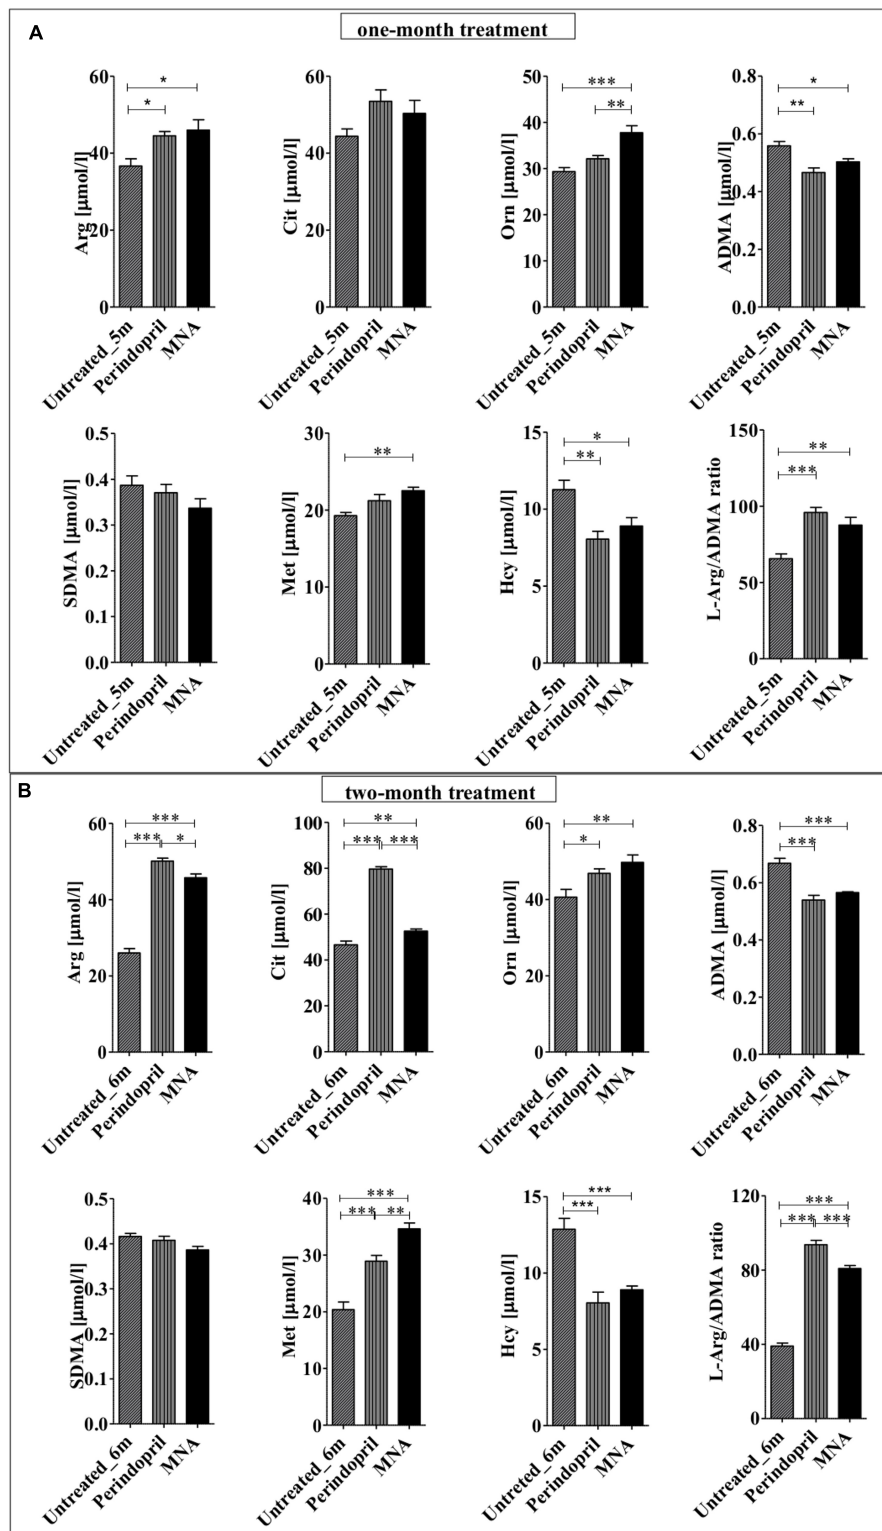 A
one-month treatment
* *
Arg [µmol/l]
60
40
20
0
Untreated_5m
Perindopril
MNA
Cit [µmol/l]
60
40
20
0
Untreated_5m
Perindopril
MNA
*** **
Orn [µmol/l]
50
40
30
20
10
0
Untreated_5m
Perindopril
MNA
* **
ADMA [µmol/l]
0.8
0.6
0.4
0.2
0.0
Untreated_5m
Perindopril
MNA
SDMA [µmol/l]
0.5
0.4
0.3
0.2
0.1
0.0
Untreated_5m
Perindopril
MNA
**
Met [µmol/l]
30
20
10
0
Untreated_5m
Perindopril
MNA
* **
Hcy [µmol/l]
15
10
5
0
Untreated_5m
Perindopril
MNA
** ***
L-Arg/ADMA ratio
150
100
50
0
Untreated_5m
Perindopril
MNA
B
two-month treatment
*** *** *
Arg [µmol/l]
60
40
20
0
Untreated_6m
Perindopril
MNA
** *** ***
Cit [µmol/l]
100
80
60
40
20
0
Untreated_6m
Perindopril
MNA
** *
Orn [µmol/l]
60
40
20
0
Untreated_6m
Perindopril
MNA
*** ***
ADMA [µmol/l]
0.8
0.6
0.4
0.2
0.0
Untreated_6m
Perindopril
MNA
SDMA [µmol/l]
0.5
0.4
0.3
0.2
0.1
0.0
Untreated_6m
Perindopril
MNA
*** *** **
Met [µmol/l]
40
30
20
10
0
Untreated_6m
Perindopril
MNA
*** ***
Hcy [µmol/l]
15
10
5
0
Untreted_6m
Perindopril
MNA
*** *** ***
L-Arg/ADMA ratio
120
80
40
0
Untreated_6m
Perindopril
MNA